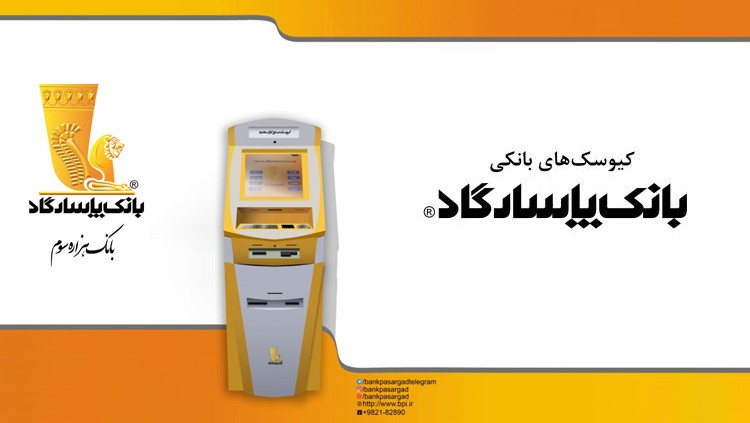 کیوسک‌های بانکی
بانک پاسارگاد®
بانک پاسارگاد®
بانک هزاره سوم
/bankpasargadtelegram
/bankpasargad
/bankpasargad
http://www.bpi.ir
+9821-82890